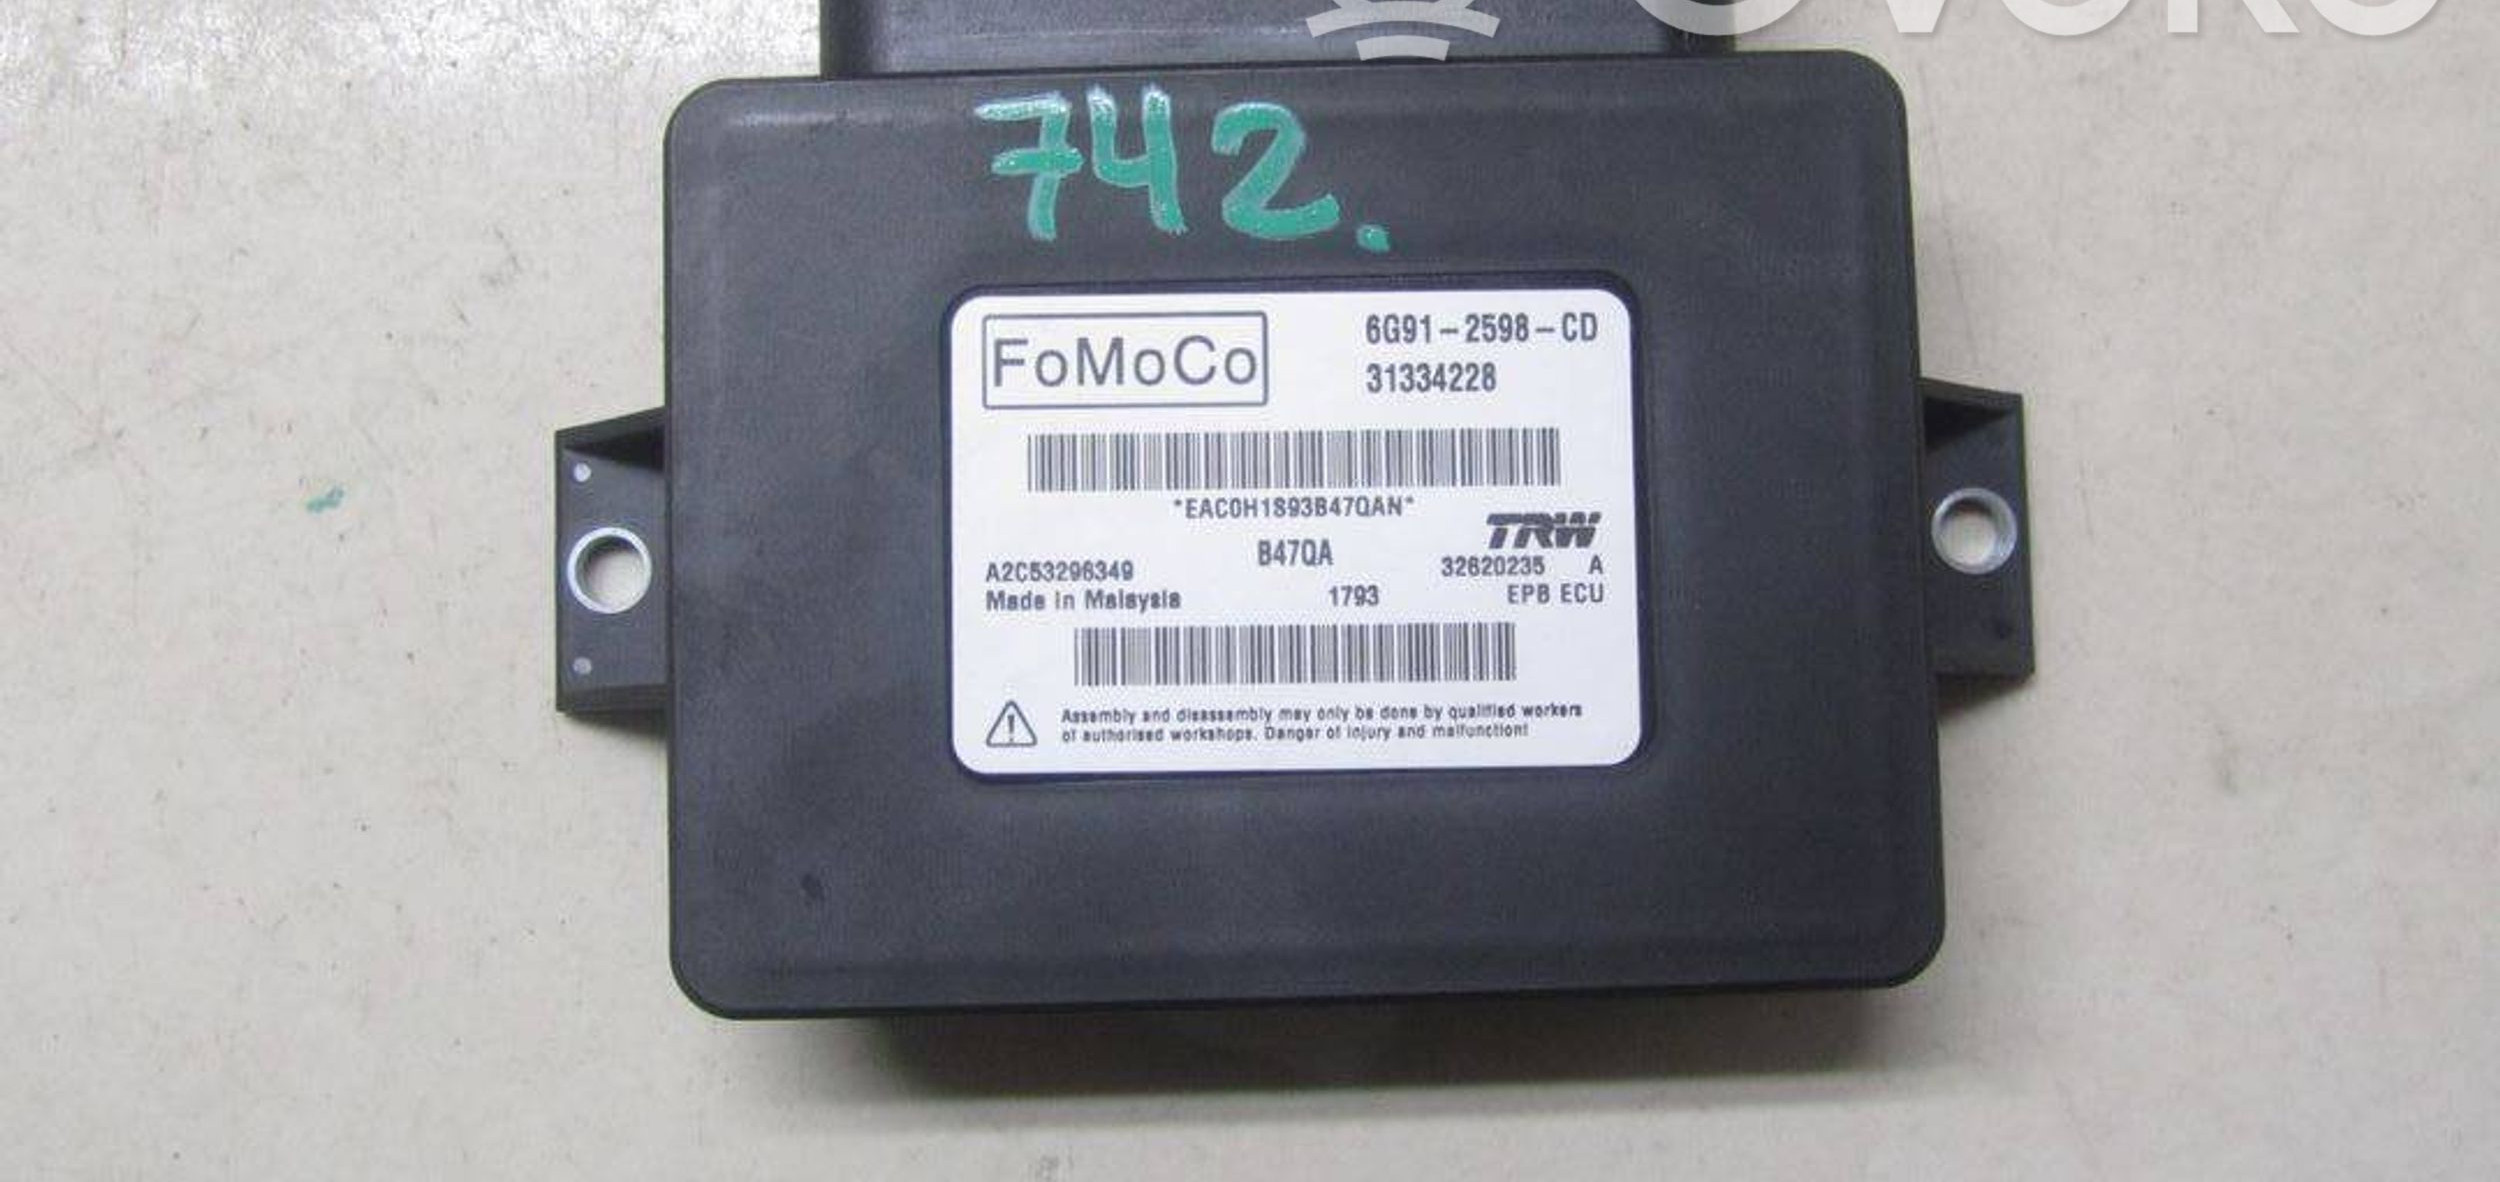 742.
FoMoCo
6G91-2598-CD
31334228
*EAC0H1S93B47QAN*
B47QA
TRW
A2C53296349
32620235 A
Made in Malaysia
1793
EPB ECU
Assembly and disassembly may only be done by qualified workers
of authorised workshops. Danger of injury and malfunction!